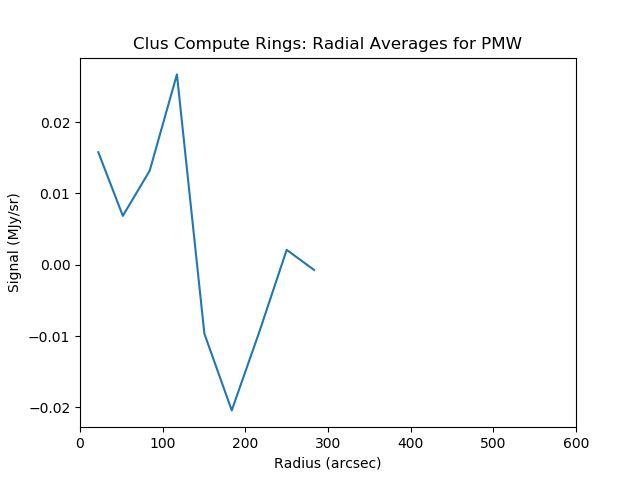 Clus Compute Rings: Radial Averages for PMW
Signal (MJy/sr)
0.02
0.01
0.00
−0.01
−0.02
0 100 200 300 400 500 600
Radius (arcsec)